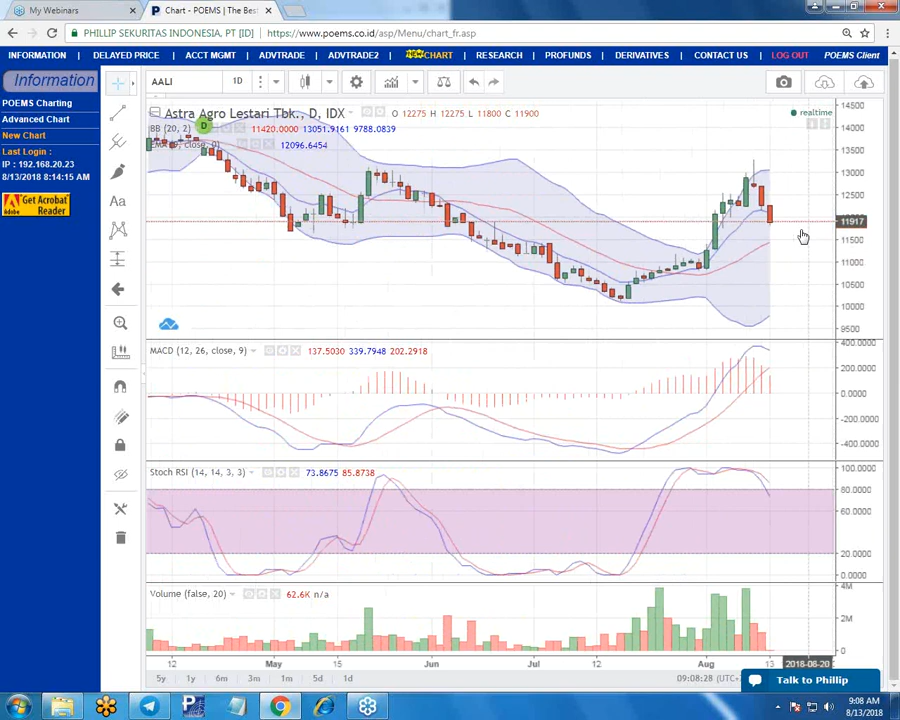 My Webinars
Chart - POEMS | The Bes
PHILLIP SEKURITAS INDONESIA. PT [ID] https://www.poems.co.id/asp/Menu/chart_fr.asp
INFORMATION DELAYED PRICE ACCT MGMT ADVTRADE ADVTRADE2 NEW CHART RESEARCH PROFUNDS DERIVATIVES CONTACT US LOG OUT POEMS Client
Information
POEMS Charting
Advanced Chart
New Chart
Last Login :
IP : 192.168.20.23
8/13/2018 8:14:15 AM
Get Acrobat
Reader
AALI 1D
Astra Agro Lestari Tbk., D, IDX O 12275 H 12275 L 11800 C 11900
realtime
BB (20, 2) D 11420.0000 13051.9161 9788.0839
close, 0) 12096.6454
14500
14000
13500
13000
12500
11917
11500
11000
10500
10000
9500
MACD (12, 26, close, 9) 137.5030 339.7948 202.2918
400.0000
200.0000
0.0000
-200.0000
-400.0000
Stoch RSI (14, 14, 3, 3) 73.8675 85.8738
100.0000
80.0000
60.0000
20.0000
0.0000
Volume (false, 20) 62.6K n/a
4M
2M
0
12 May 15 Jun Jul 12 Aug 13 2018-08-20
5y 1y 6m 3m 1m 5d 1d
09:08:28 (UTC+
Talk to Phillip
9:08 AM
8/13/2018